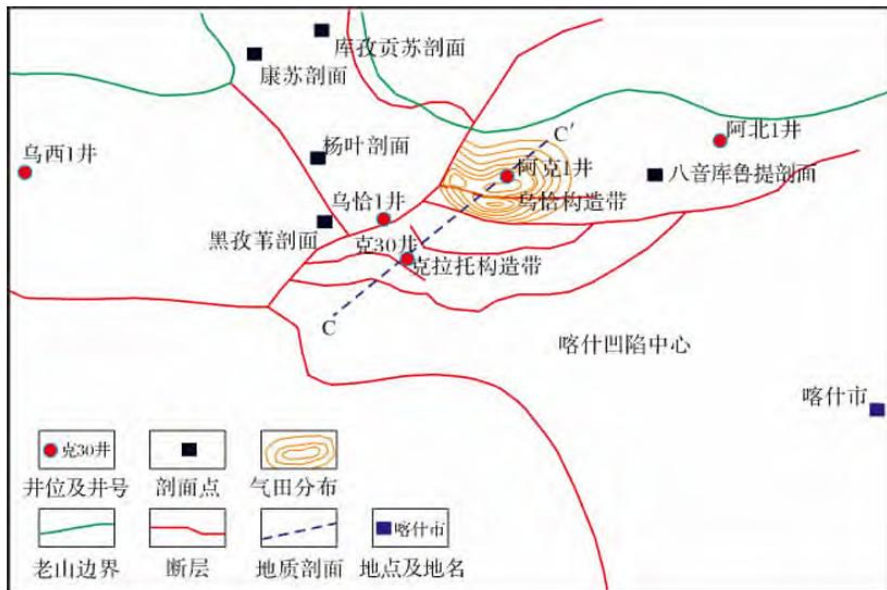 库孜贡苏剖面
康苏剖面
C′
阿北1井
杨叶剖面
乌西1井
阿克1井
八音库鲁提剖面
乌恰1井
乌恰构造带
黑孜苇剖面
克30井
克拉托构造带
C
喀什凹陷中心
喀什市
克30井
井位及井号
剖面点
气田分布
喀什市
老山边界
断层
地质剖面
地点及地名